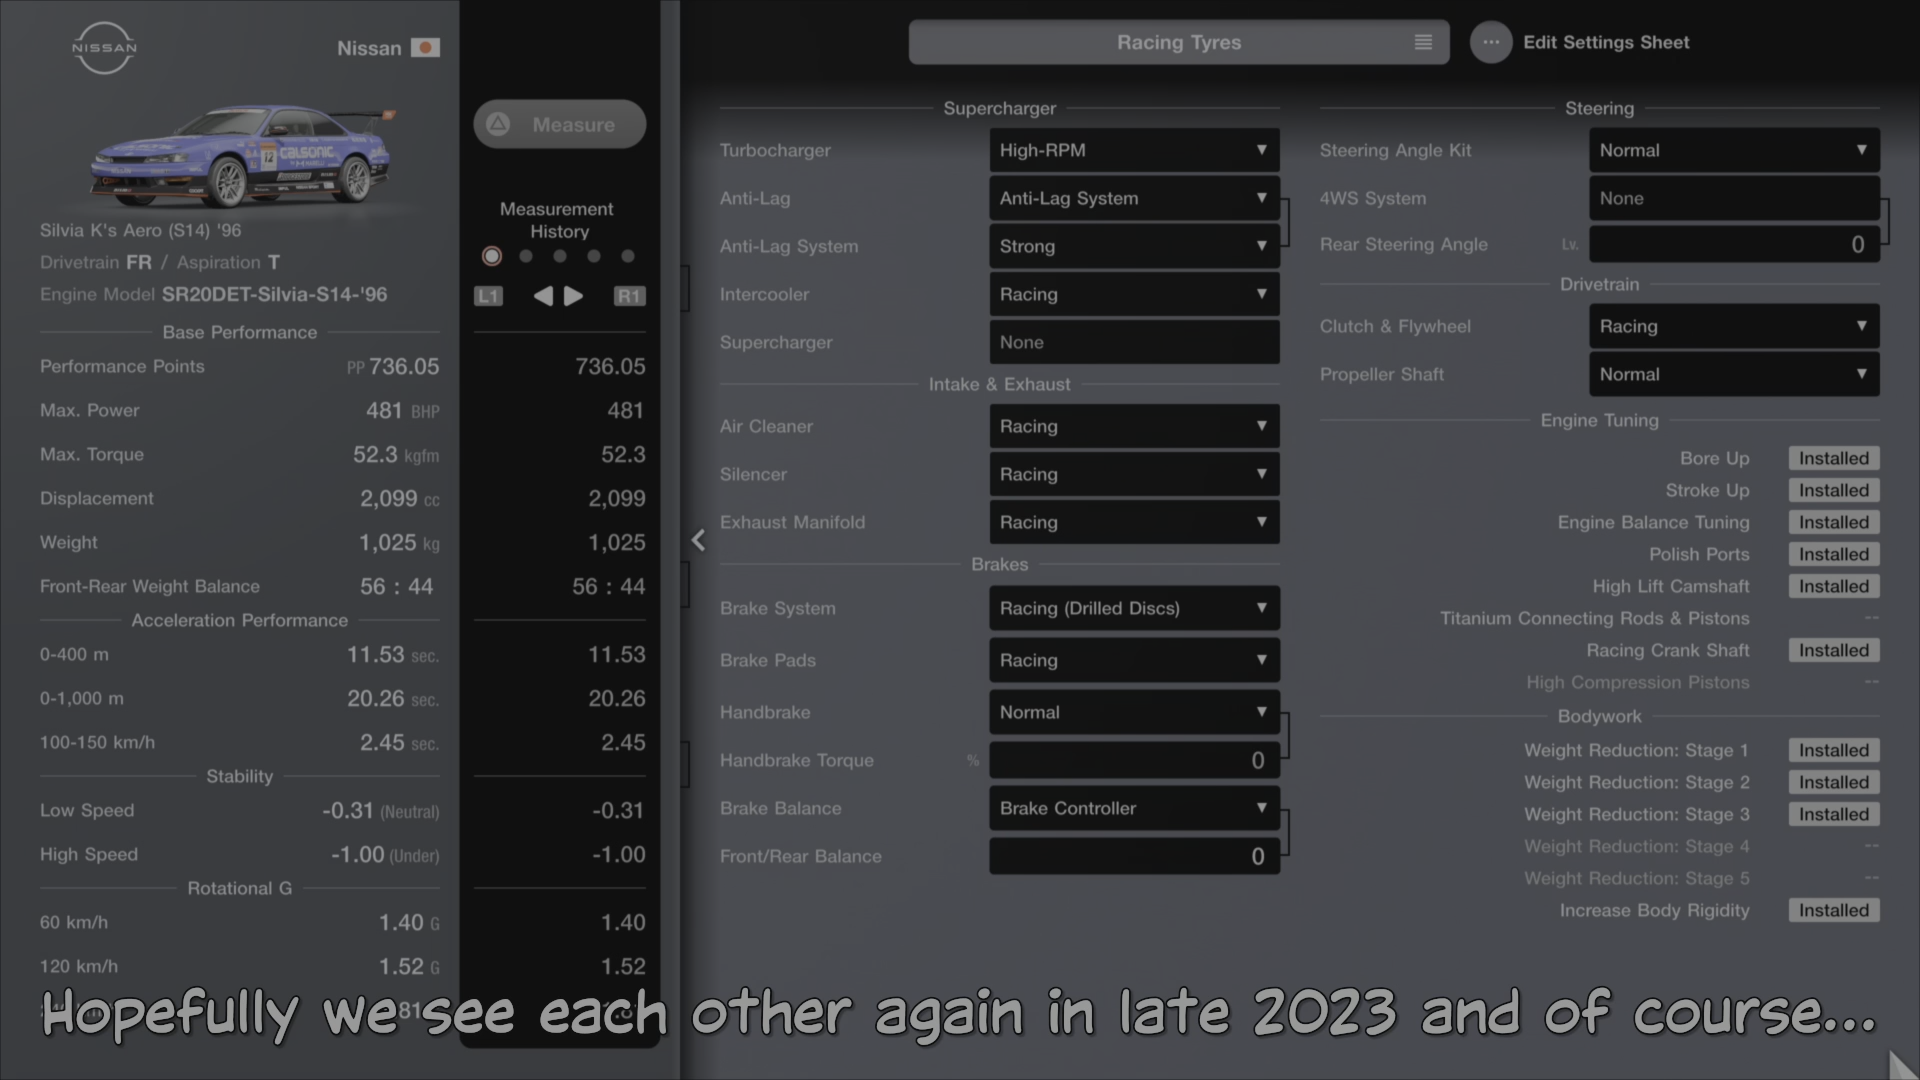 NISSAN
Nissan
Silvia K's Aero (S14) '96
Drivetrain FR / Aspiration T
Engine Model SR20DET-Silvia-S14-'96
Base Performance
Performance Points PP 736.05
Max. Power 481 BHP
Max. Torque 52.3 kgfm
Displacement 2,099 cc
Weight 1,025 kg
Front-Rear Weight Balance 56 : 44
Acceleration Performance
0-400 m 11.53 sec.
0-1,000 m 20.26 sec.
100-150 km/h 2.45 sec.
Stability
Low Speed -0.31 (Neutral)
High Speed -1.00 (Under)
Rotational G
60 km/h 1.40 G
120 km/h 1.52 G
Measure
Measurement
History
L1 R1
736.05
481
52.3
2,099
1,025
56 : 44
11.53
20.26
2.45
-0.31
-1.00
1.40
1.52
Racing Tyres
Edit Settings Sheet
Supercharger
Turbocharger High-RPM
Anti-Lag Anti-Lag System
Anti-Lag System Strong
Intercooler Racing
Supercharger None
Intake & Exhaust
Air Cleaner Racing
Silencer Racing
Exhaust Manifold Racing
Brakes
Brake System Racing (Drilled Discs)
Brake Pads Racing
Handbrake Normal
Handbrake Torque % 0
Brake Balance Brake Controller
Front/Rear Balance 0
Steering
Steering Angle Kit Normal
4WS System None
Rear Steering Angle Lv. 0
Drivetrain
Clutch & Flywheel Racing
Propeller Shaft Normal
Engine Tuning
Bore Up Installed
Stroke Up Installed
Engine Balance Tuning Installed
Polish Ports Installed
High Lift Camshaft Installed
Titanium Connecting Rods & Pistons --
Racing Crank Shaft Installed
High Compression Pistons --
Bodywork
Weight Reduction: Stage 1 Installed
Weight Reduction: Stage 2 Installed
Weight Reduction: Stage 3 Installed
Weight Reduction: Stage 4 --
Weight Reduction: Stage 5 --
Increase Body Rigidity Installed
Hopefully we see each other again in late 2023 and of course...